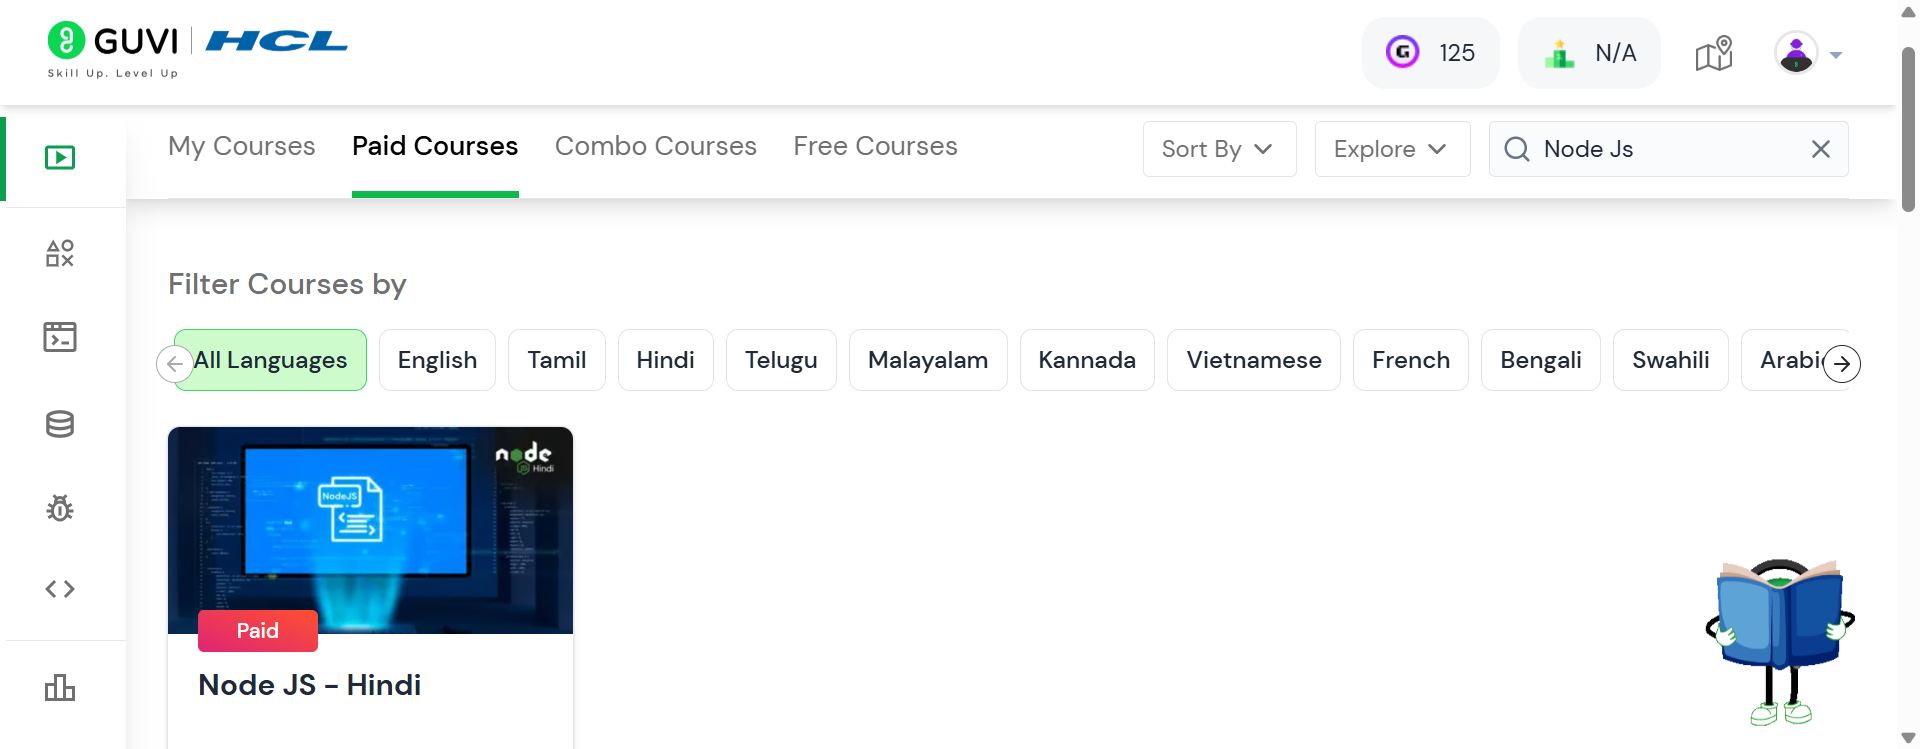 GUVI HCL
Skill Up. Level Up
G 125
N/A
My Courses Paid Courses Combo Courses Free Courses
Sort By Explore Node Js
Filter Courses by
All Languages English Tamil Hindi Telugu Malayalam Kannada Vietnamese French Bengali Swahili Arabic
node
JS Hindi
NodeJS
Paid
Node JS - Hindi